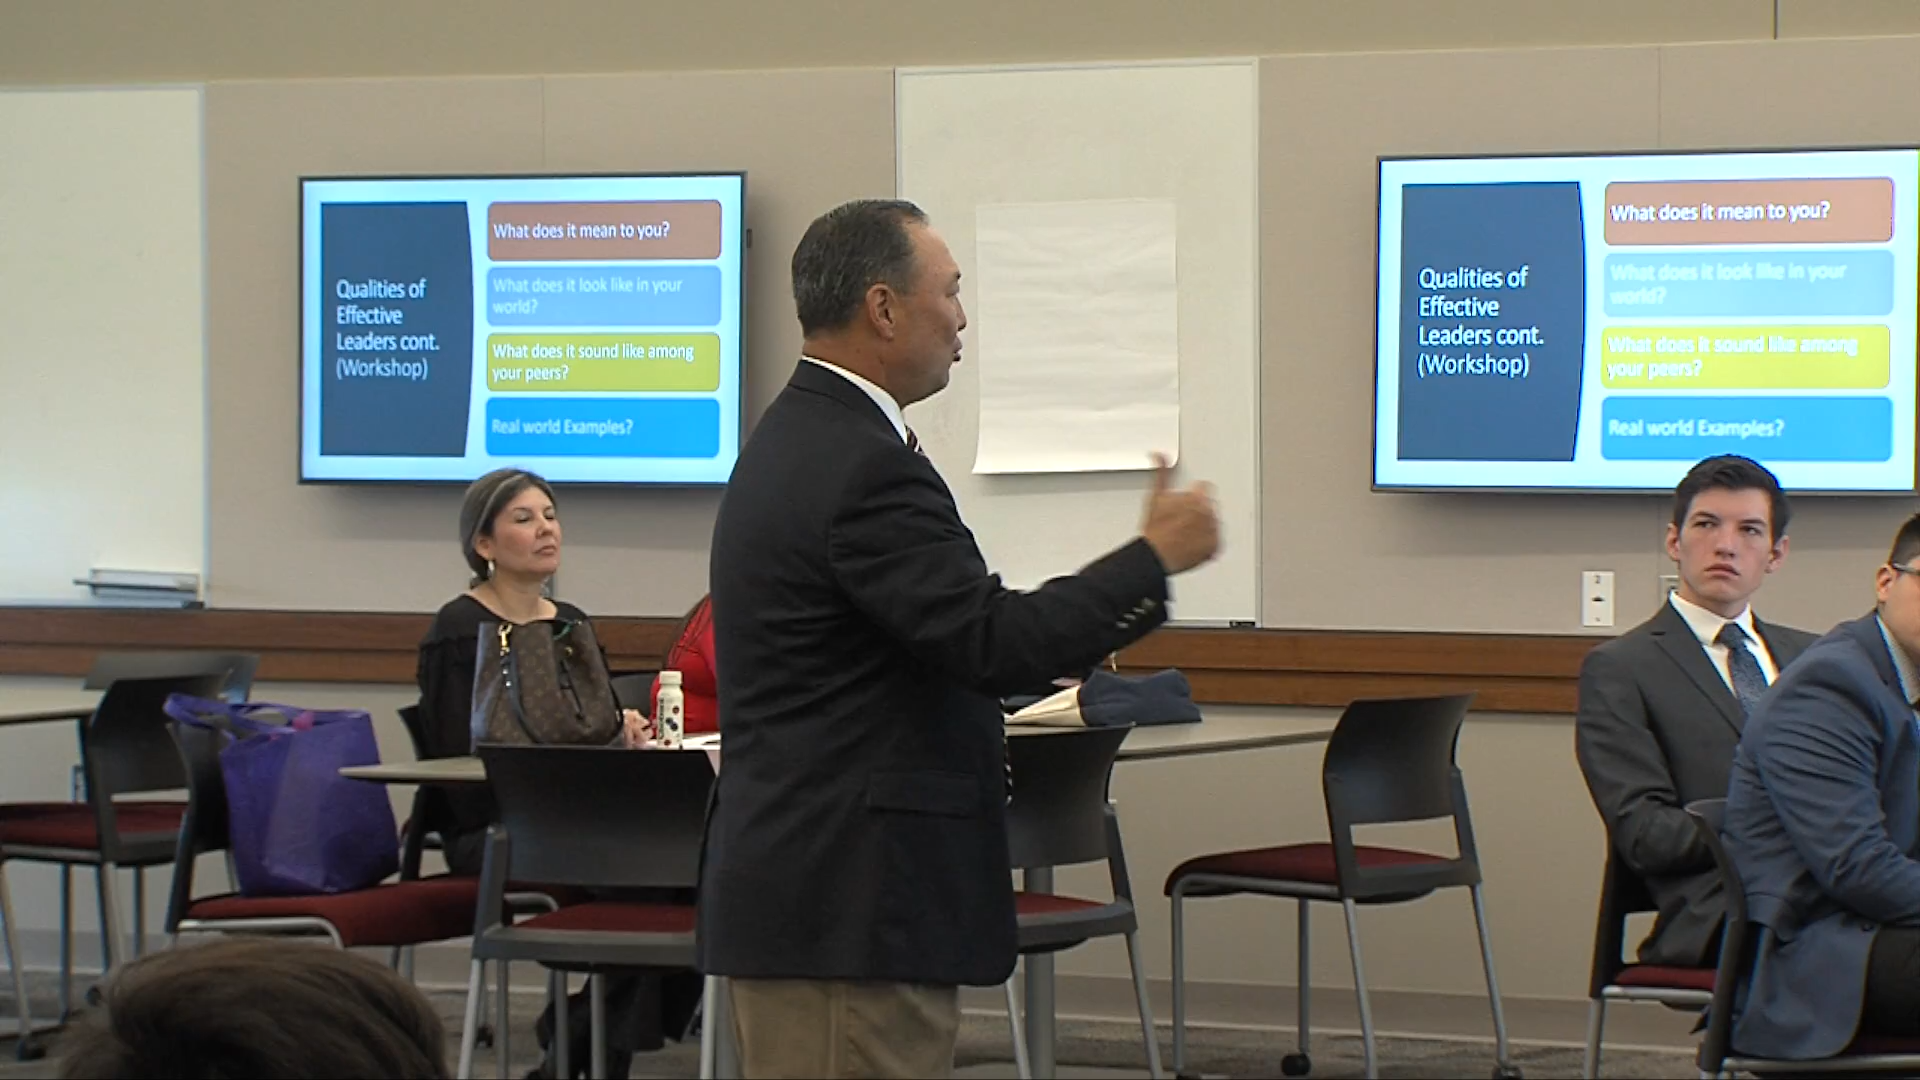 Qualities of
Effective
Leaders cont.
(Workshop)
What does it mean to you?
What does it look like in your
world?
What does it sound like among
your peers?
Real world Examples?
Qualities of
Effective
Leaders cont.
(Workshop)
What does it mean to you?
What does it look like in your
world?
What does it sound like among
your peers?
Real world Examples?